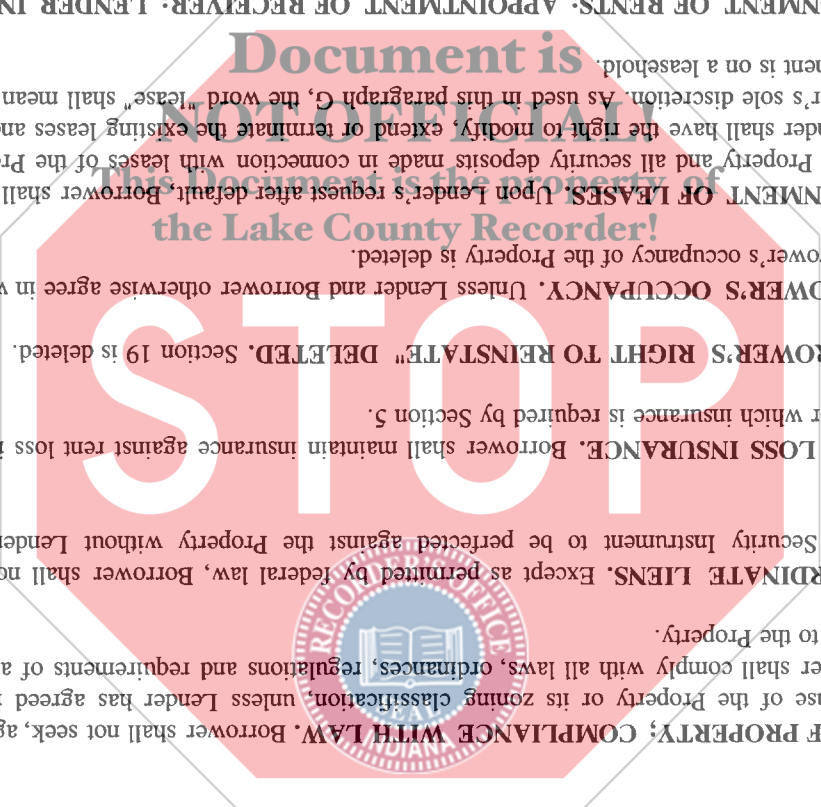 F PROPERTY; COMPLIANCE WITH LAW. Borrower shall not seek, ag
se of the Property or its zoning classification, unless Lender has agreed
er shall comply with all laws, ordinances, regulations and requirements of a
to the Property.
RDINATE LIENS. Except as permitted by federal law, Borrower shall no
Security Instrument to be perfected against the Property without Lender
LOSS INSURANCE. Borrower shall maintain insurance against rent loss i
r which insurance is required by Section 5.
ROWER'S RIGHT TO REINSTATE" DELETED. Section 19 is deleted.
OWER'S OCCUPANCY. Unless Lender and Borrower otherwise agree in w
rower's occupancy of the Property is deleted.
NMENT OF LEASES. Upon Lender's request after default, Borrower shall
Property and all security deposits made in connection with leases of the Pr
der shall have the right to modify, extend or terminate the existing leases an
r's sole discretion. As used in this paragraph G, the word "lease" shall mean
ment is on a leasehold.
GNMENT OF RENTS; APPOINTMENT OF RECEIVER; LENDER IN
Document is
NOT OFFICIAL!
This Document is the property of
the Lake County Recorder!
STOP
RECORDER'S OFFICE
SEAL
INDIANA